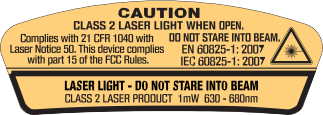 CAUTION
CLASS 2 LASER LIGHT WHEN OPEN.
Complies with 21 CFR 1040 with
Laser Notice 50. This device complies
with part 15 of the FCC Rules.
DO NOT STARE INTO BEAM.
EN 60825-1: 2007
IEC 60825-1: 2007
LASER LIGHT - DO NOT STARE INTO BEAM
CLASS 2 LASER PRODUCT 1mW 630 - 680nm